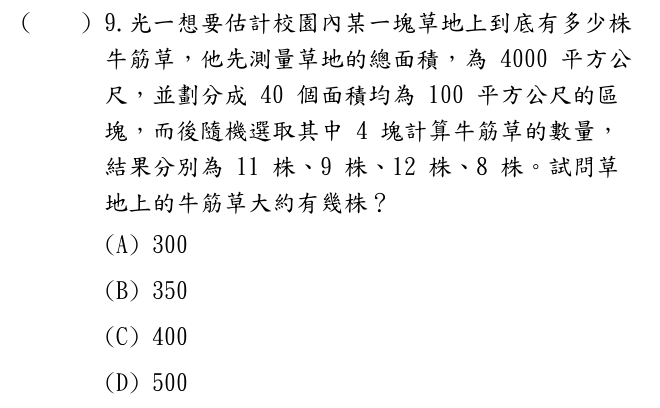 （　　）9.光一想要估計校園內某一塊草地上到底有多少株
牛筋草，他先測量草地的總面積，為 4000 平方公
尺，並劃分成 40 個面積均為 100 平方公尺的區
塊，而後隨機選取其中 4 塊計算牛筋草的數量，
結果分別為 11 株、9 株、12 株、8 株。試問草
地上的牛筋草大約有幾株？
(A) 300
(B) 350
(C) 400
(D) 500